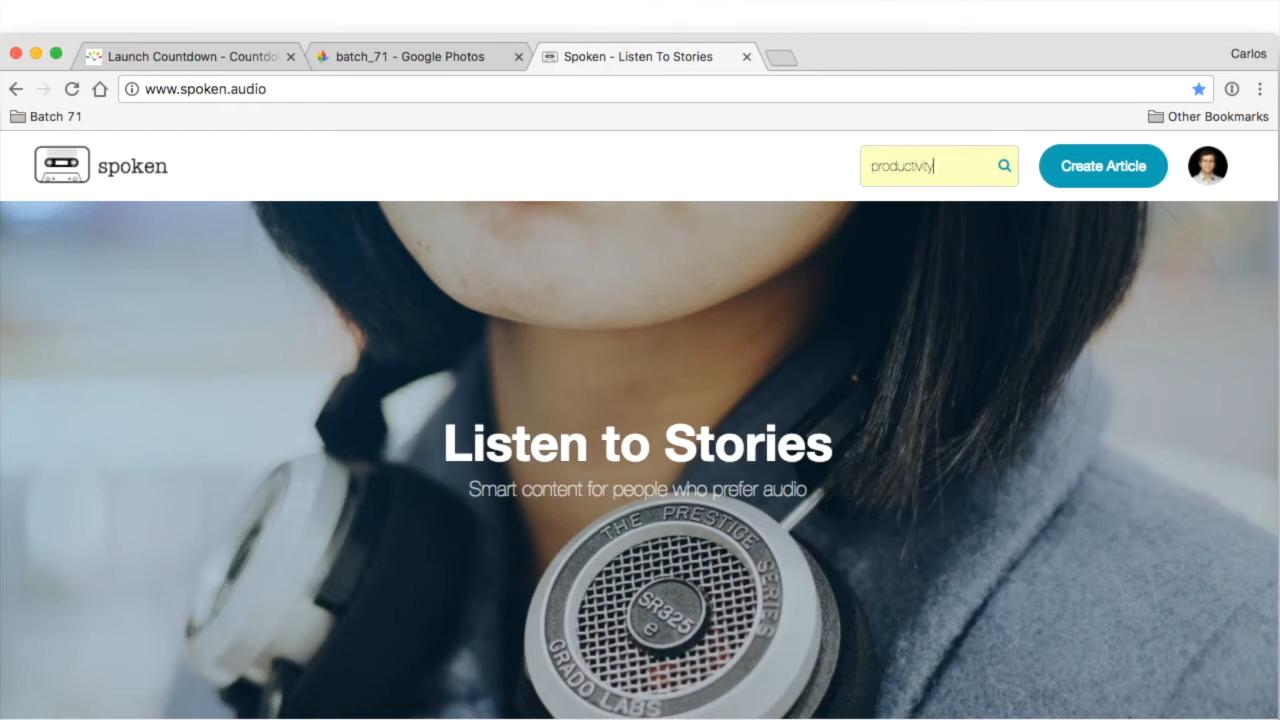 Launch Countdown - Countdo
batch_71 - Google Photos
Spoken - Listen To Stories
Carlos
www.spoken.audio
Batch 71
Other Bookmarks
spoken
productivity
Create Article
Listen to Stories
Smart content for people who prefer audio
THE PRESTIGE SERIES
SR325
e
GRADO LABS